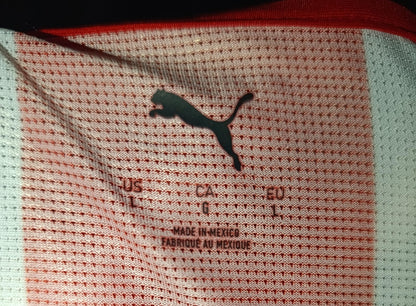 US CA EU
L G L
MADE IN MEXICO
FABRIQUÉ AU MEXIQUE